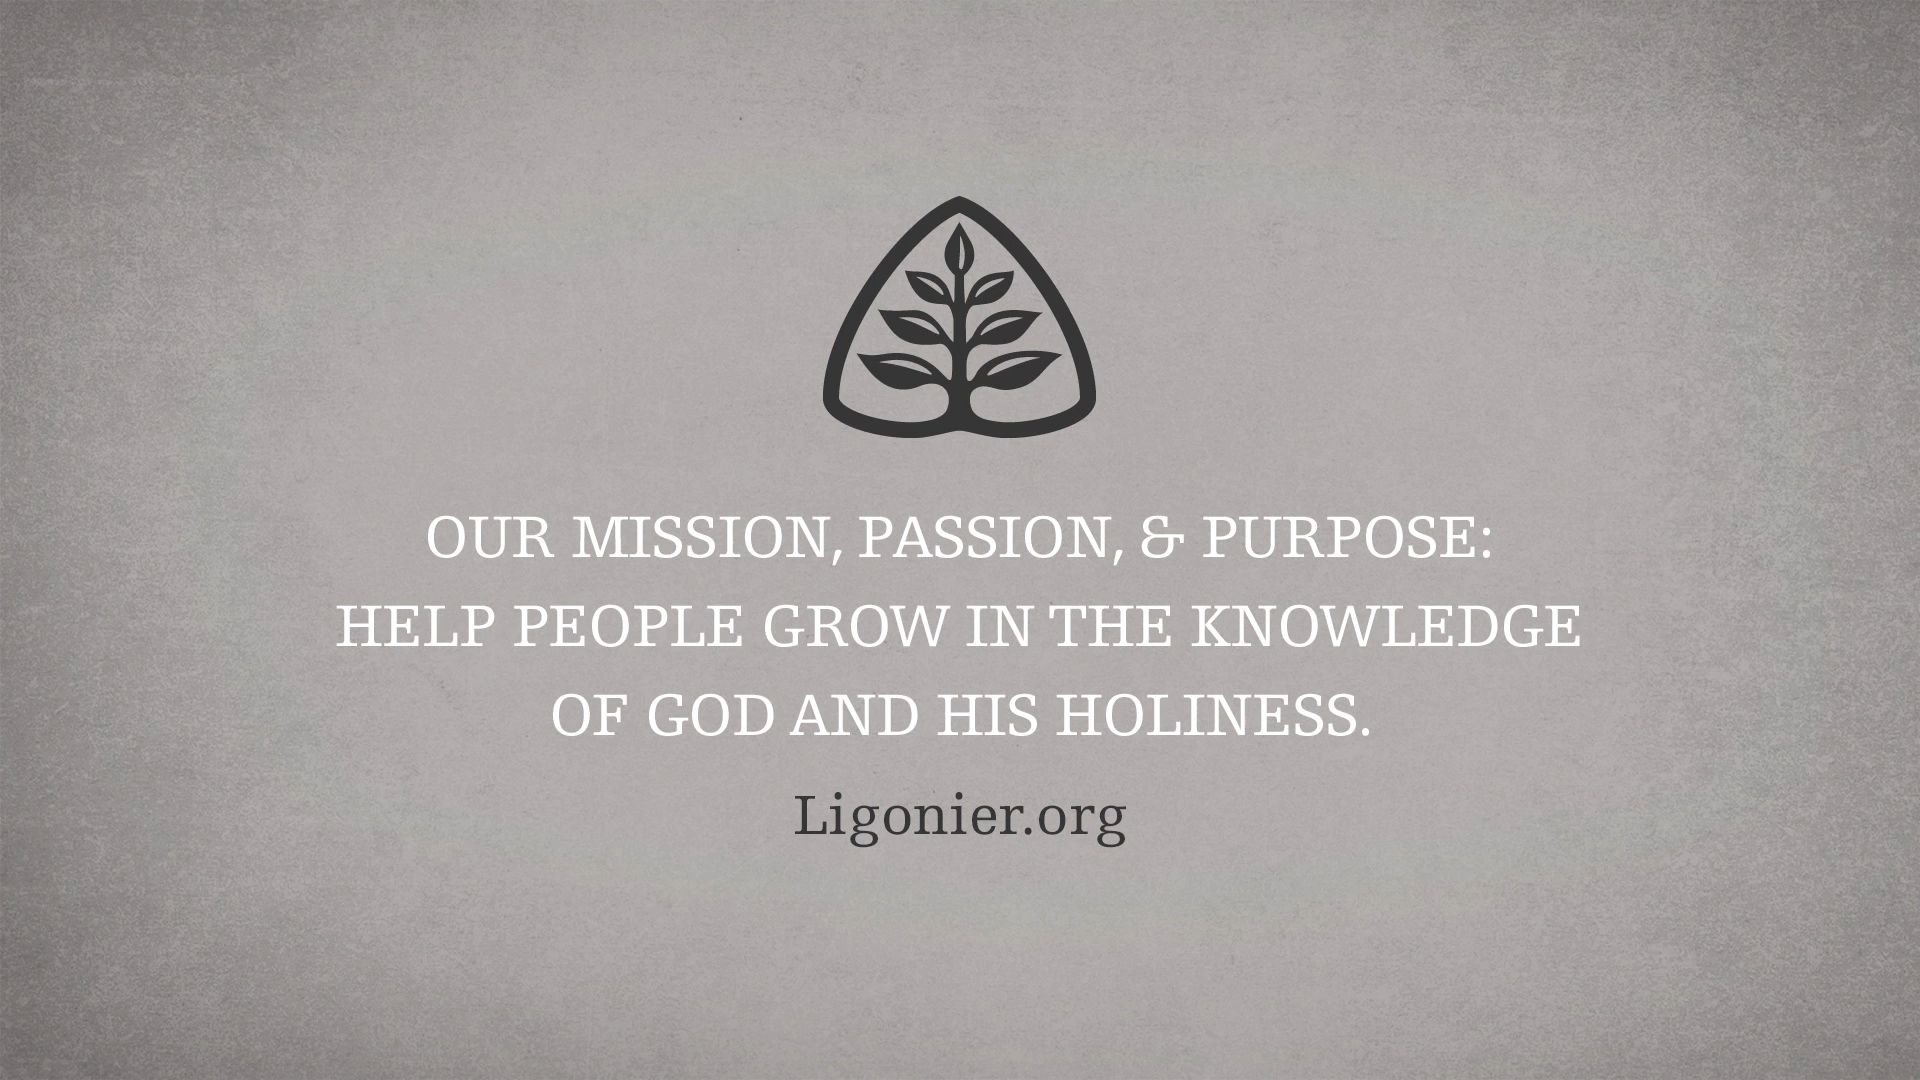 OUR MISSION, PASSION, & PURPOSE:
HELP PEOPLE GROW IN THE KNOWLEDGE
OF GOD AND HIS HOLINESS.
Ligonier.org